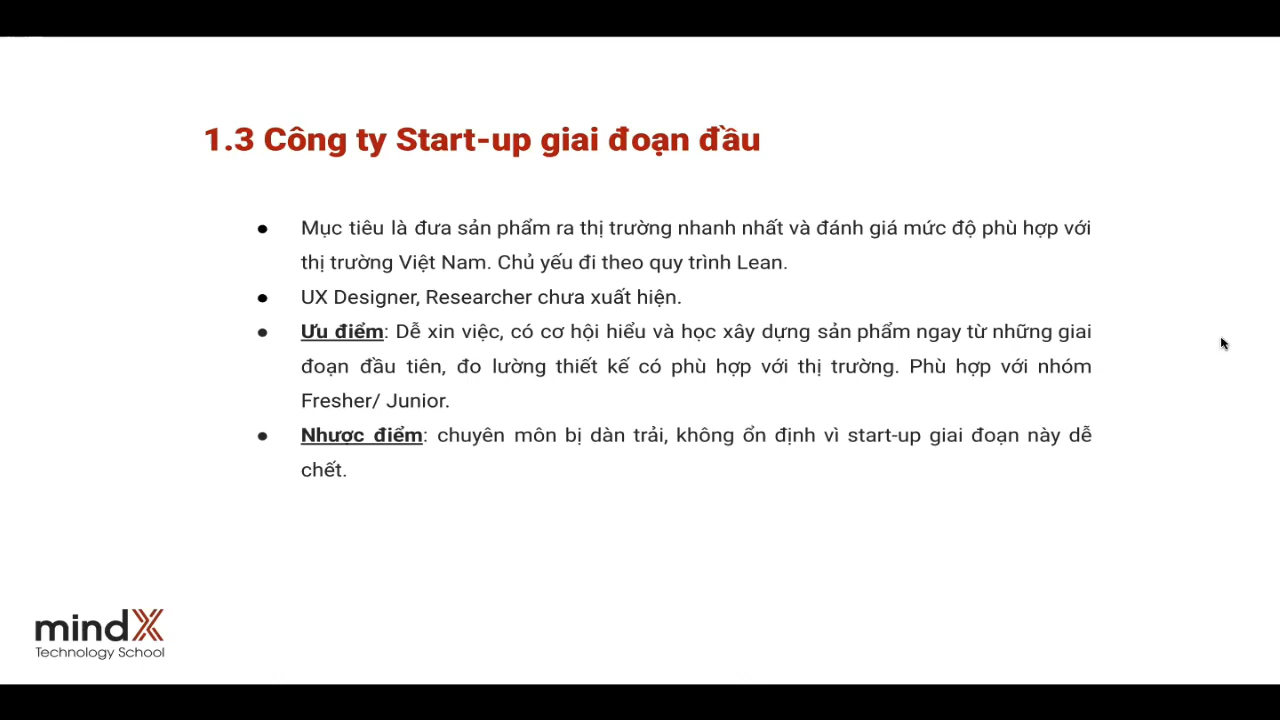 1.3 Công ty Start-up giai đoạn đầu
● Mục tiêu là đưa sản phẩm ra thị trường nhanh nhất và đánh giá mức độ phù hợp với
thị trường Việt Nam. Chủ yếu đi theo quy trình Lean.
● UX Designer, Researcher chưa xuất hiện.
● Ưu điểm: Dễ xin việc, có cơ hội hiểu và học xây dựng sản phẩm ngay từ những giai
đoạn đầu tiên, đo lường thiết kế có phù hợp với thị trường. Phù hợp với nhóm
Fresher/ Junior.
● Nhược điểm: chuyên môn bị dàn trải, không ổn định vì start-up giai đoạn này dễ
chết.
mindX
Technology School